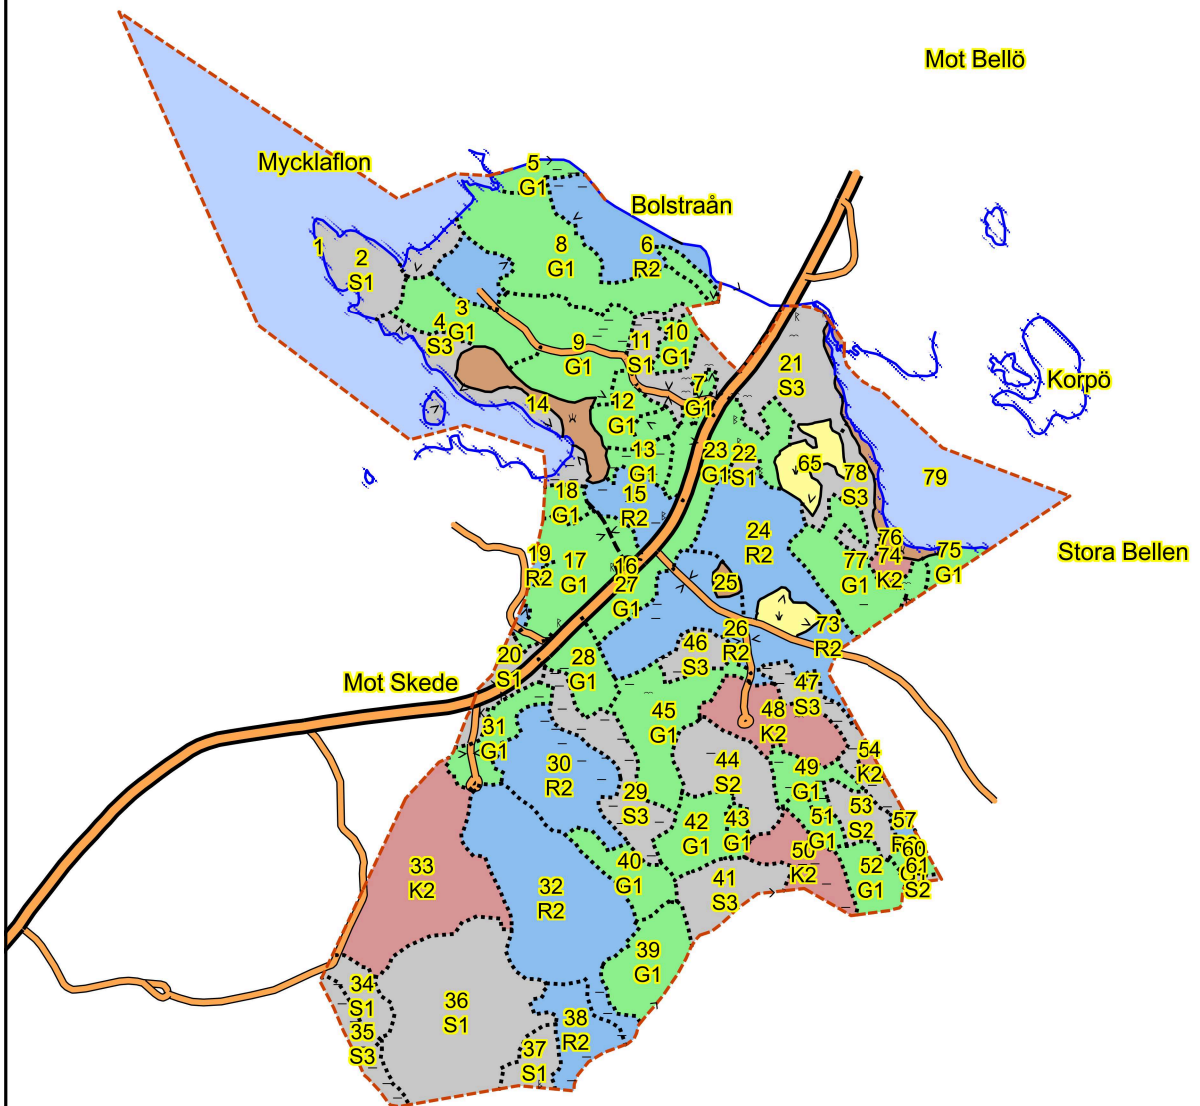 Mot Bellö
Mycklaflon
5
G1
Bolstraån
1
2
S1
8
G1
6
R2
3
G1
4
S3
9
G1
11
S1
10
G1
21
S3
Korpö
7
G1
14
12
G1
13
G1
23
G1
22
S1
65
78
S3
79
18
G1
15
R2
24
R2
76
74
K2
75
G1
Stora Bellen
19
R2
17
G1
16
27
G1
77
G1
25
26
R2
73
R2
20
S1
28
G1
46
S3
47
S3
Mot Skede
31
G1
45
G1
48
K2
30
R2
44
S2
54
K2
49
G1
29
S3
42
G1
43
G1
51
G1
53
S2
57
50
K2
60
61
S2
33
K2
40
G1
52
G1
32
R2
41
S3
39
G1
34
S1
36
S1
35
S3
38
R2
37
S1